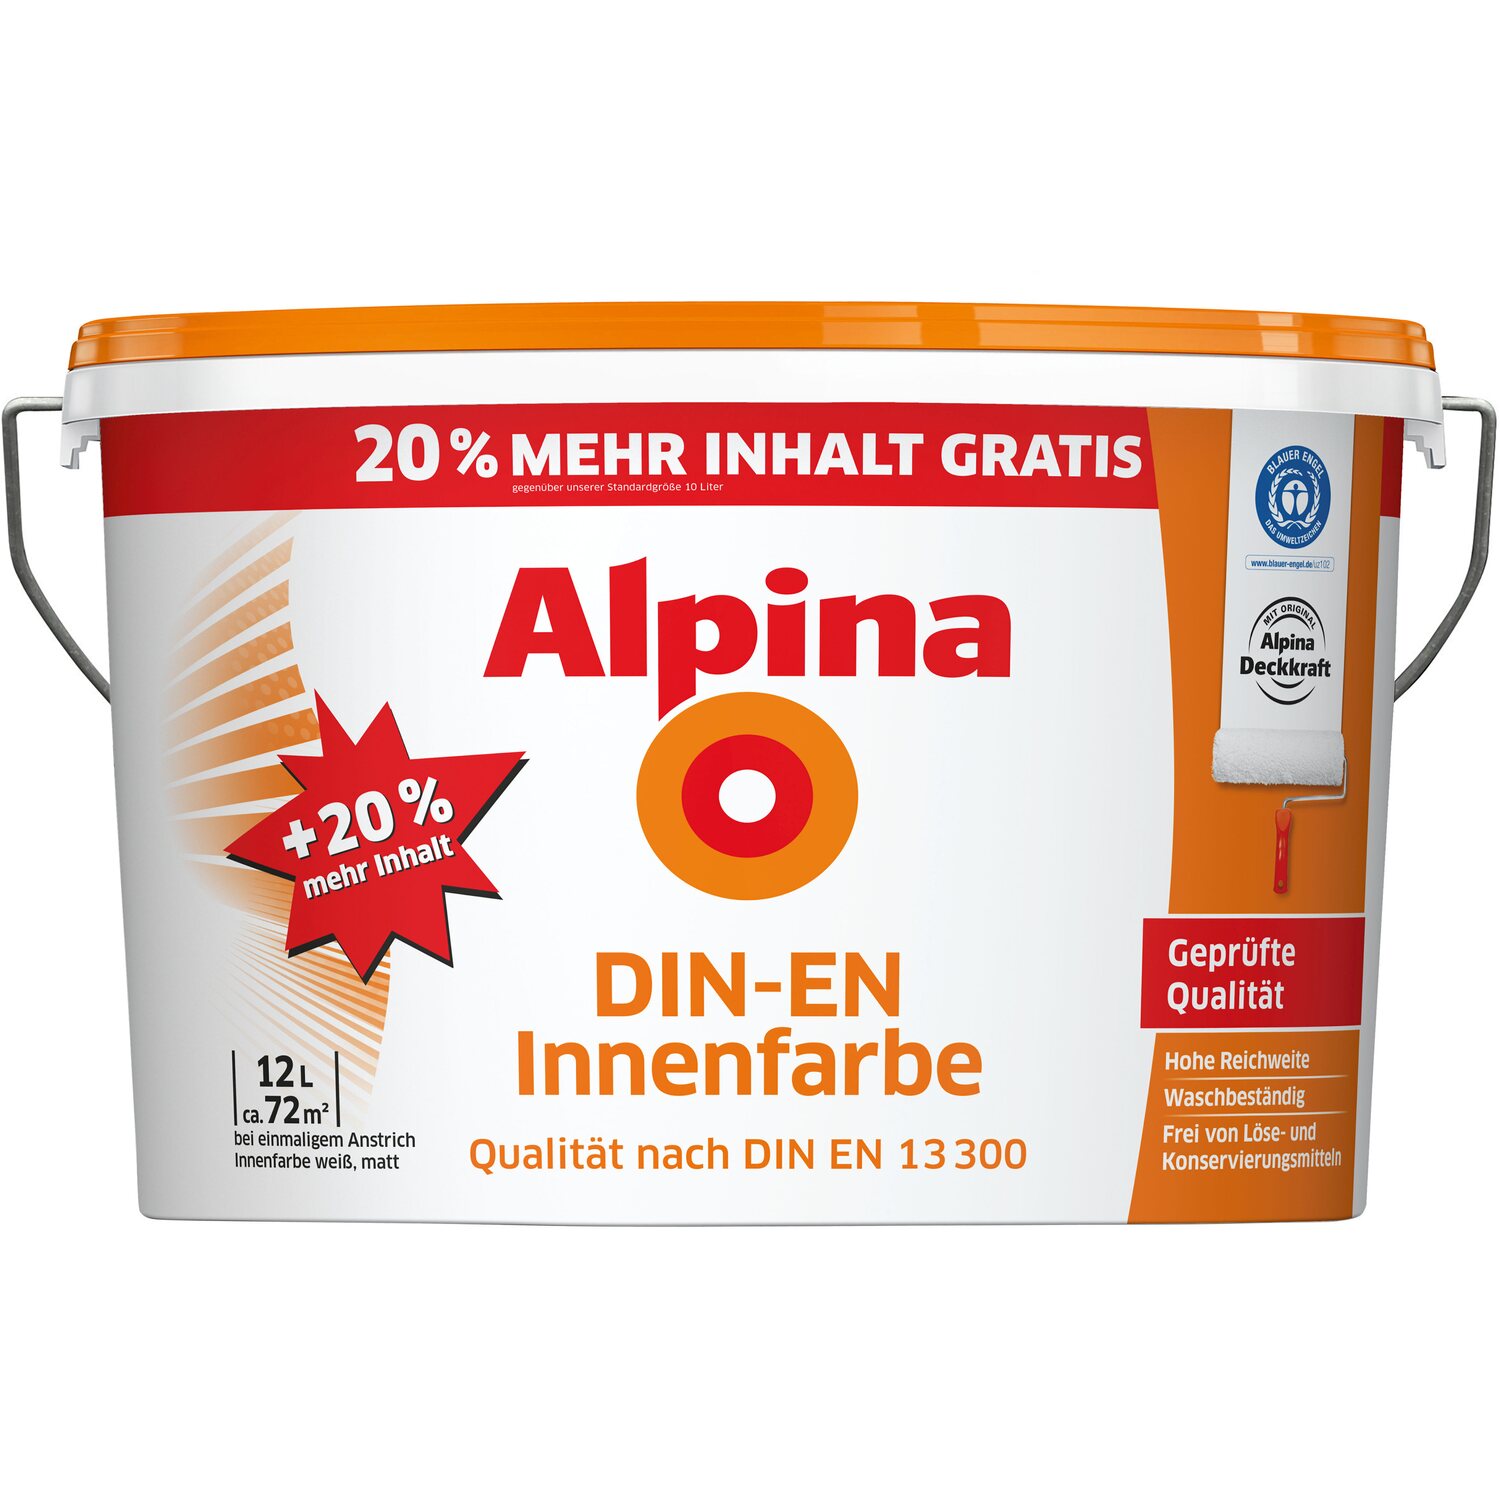 20% MEHR INHALT GRATIS
gegenüber unserer Standardgröße 10 Liter
BLAUER ENGEL
DAS UMWELTZEICHEN
www.blauer-engel.de/uz102
MIT ORIGINAL
Alpina
Deckkraft
Alpina
+20%
mehr Inhalt
DIN-EN
Innenfarbe
Qualität nach DIN EN 13 300
12 L
ca. 72 m²
bei einmaligem Anstrich
Innenfarbe weiß, matt
Geprüfte
Qualität
Hohe Reichweite
Waschbeständig
Frei von Löse- und
Konservierungsmitteln